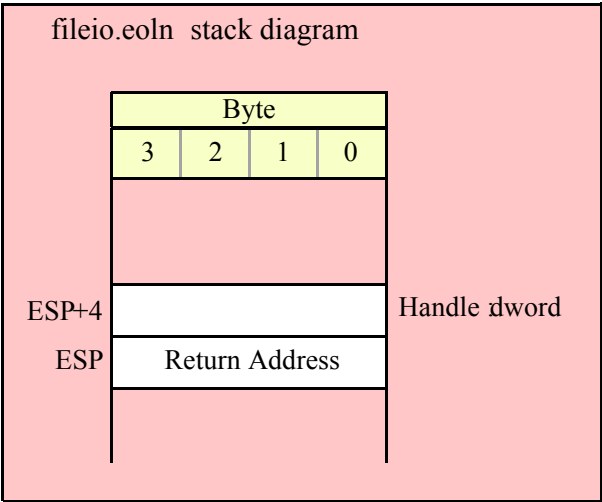 fileio.eoln stack diagram
Byte
3 2 1 0
ESP+4 Handle :dword
ESP Return Address